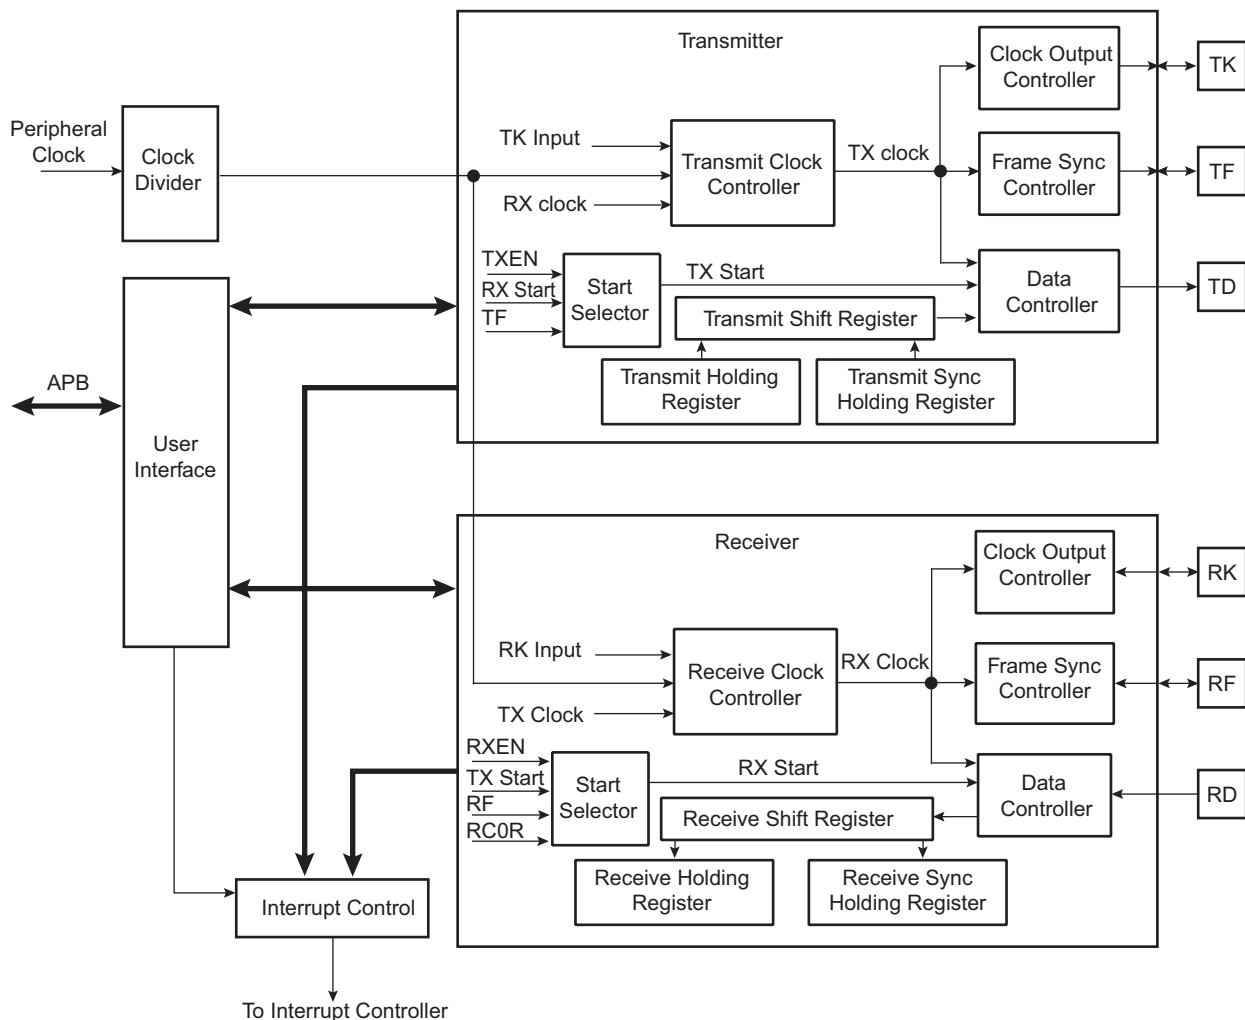 Transmitter
Clock Output
Controller
TK
Peripheral
Clock
Clock
Divider
TK Input
Transmit Clock
Controller
TX clock
Frame Sync
Controller
TF
RX clock
TXEN
RX Start
TF
Start
Selector
TX Start
Data
Controller
TD
Transmit Shift Register
Transmit Holding
Register
Transmit Sync
Holding Register
APB
User
Interface
Receiver
Clock Output
Controller
RK
RK Input
Receive Clock
Controller
RX Clock
Frame Sync
Controller
RF
TX Clock
RXEN
TX Start
RF
RC0R
Start
Selector
RX Start
Data
Controller
RD
Receive Shift Register
Receive Holding
Register
Receive Sync
Holding Register
Interrupt Control
To Interrupt Controller